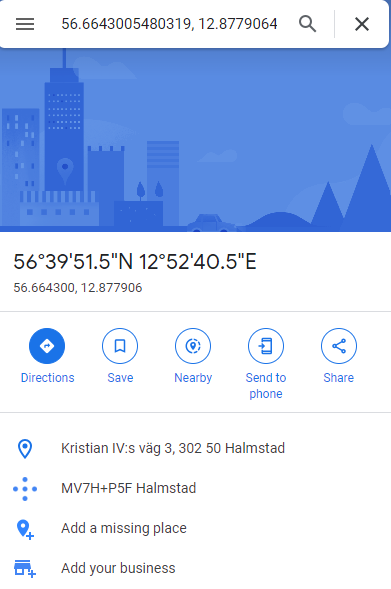 56.6643005480319, 12.8779064
56°39'51.5"N 12°52'40.5"E
56.664300, 12.877906
Directions
Save
Nearby
Send to
phone
Share
Kristian IV:s väg 3, 302 50 Halmstad
MV7H+P5F Halmstad
Add a missing place
Add your business